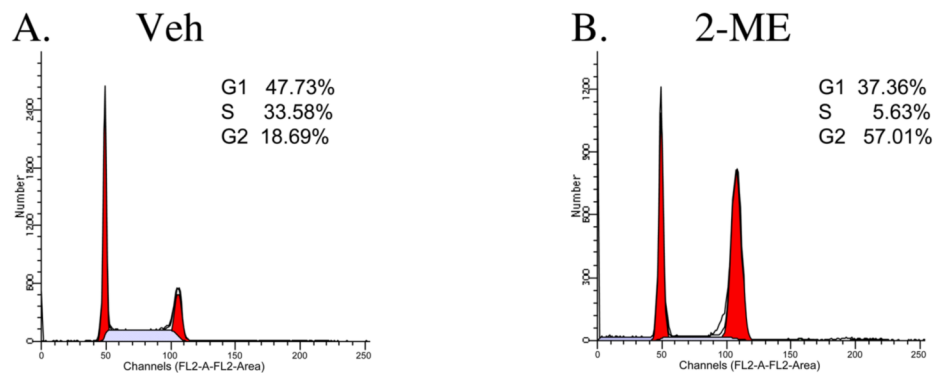 A. Veh
G1 47.73%
S 33.58%
G2 18.69%
Number
0 600 1200 1800 2400
0 50 100 150 200 250
Channels (FL2-A-FL2-Area)
B. 2-ME
G1 37.36%
S 5.63%
G2 57.01%
Number
0 300 600 900 1200
0 50 100 150 200 250
Channels (FL2-A-FL2-Area)